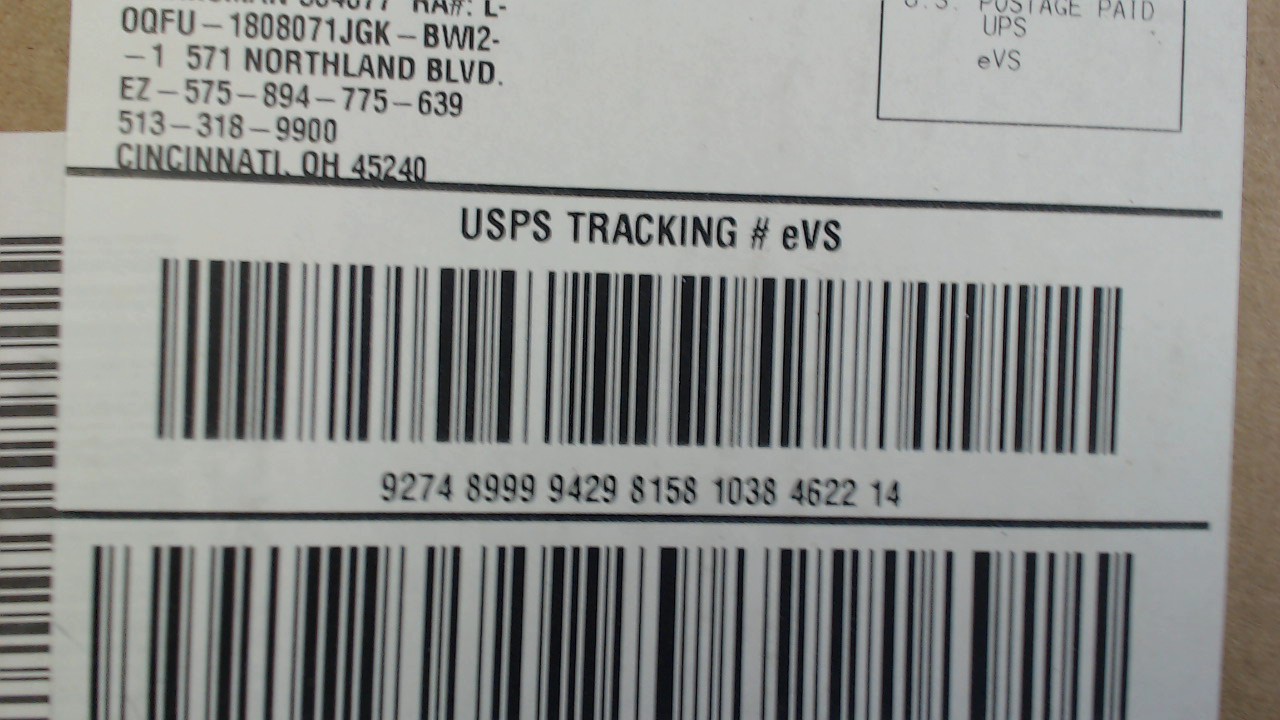 RA#: L-
OQFU-1808071JGK-BWI2-
-1 571 NORTHLAND BLVD.
EZ-575-894-775-639
513-318-9900
CINCINNATI, OH 45240
U.S. POSTAGE PAID
UPS
eVS
USPS TRACKING # eVS
9274 8999 9429 8158 1038 4622 14